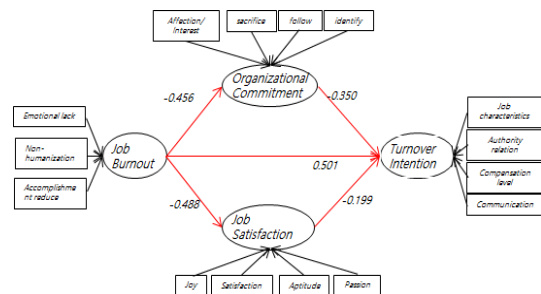 Affection/
Interest
sacrifice
follow
identify
Organizational
Commitment
-0.456
-0.350
Emotional lack
Non-
humanization
Accomplishme
nt reduce
Job
Burnout
0.501
Turnover
Intention
Job
characteristics
Authority
relation
Compensation
level
Communication
-0.488
-0.199
Job
Satisfaction
Joy
Satisfaction
Aptitude
Passion